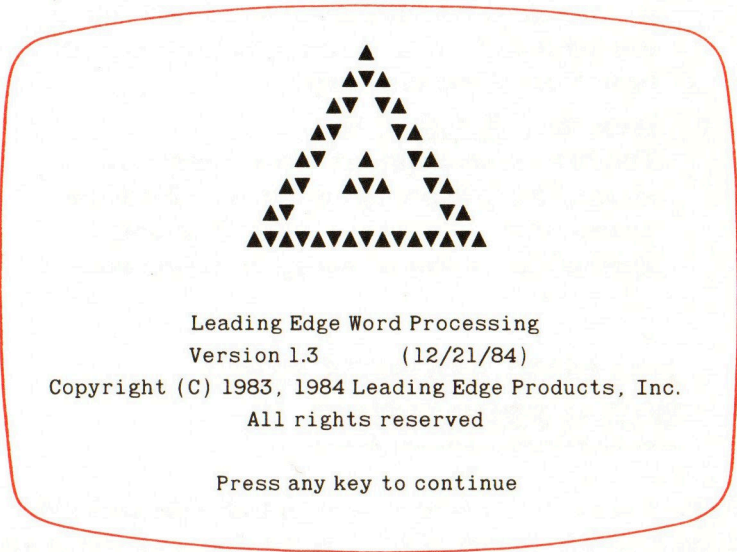 Leading Edge Word Processing
Version 1.3 (12/21/84)
Copyright (C) 1983, 1984 Leading Edge Products, Inc.
All rights reserved
Press any key to continue